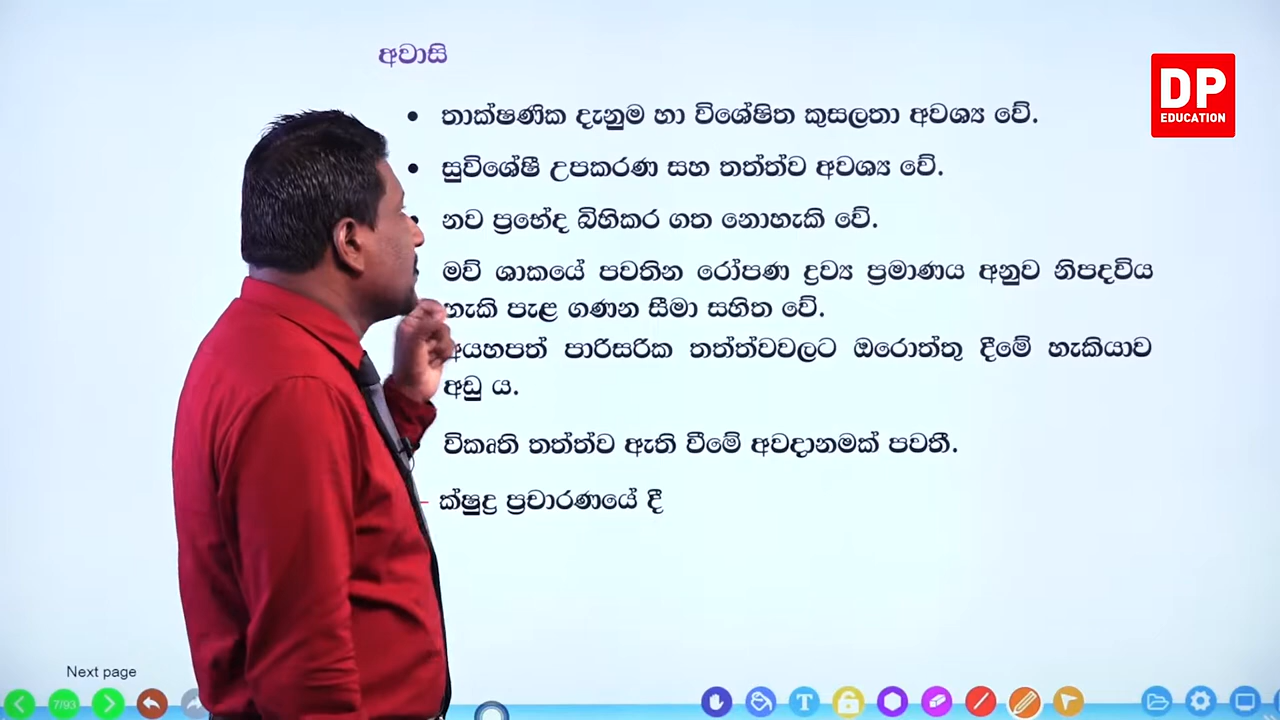 අවාසි
DP
EDUCATION
• තාක්ෂණික දැනුම හා විශේෂිත කුසලතා අවශ්‍ය වේ.
• සුවිශේෂී උපකරණ සහ තත්ත්ව අවශ්‍ය වේ.
නව ප්‍රභේද බිහිකර ගත නොහැකි වේ.
මව් ශාකයේ පවතින රෝපණ ද්‍රව්‍ය ප්‍රමාණය අනුව නිපදවිය
හැකි පැළ ගණන සීමා සහිත වේ.
අයහපත් පාරිසරික තත්ත්වවලට ඔරොත්තු දීමේ හැකියාව
අඩු ය.
විකෘති තත්ත්ව ඇති වීමේ අවදානමක් පවතී.
ක්ෂුද්‍ර ප්‍රචාරණයේ දී
Next page
7/93